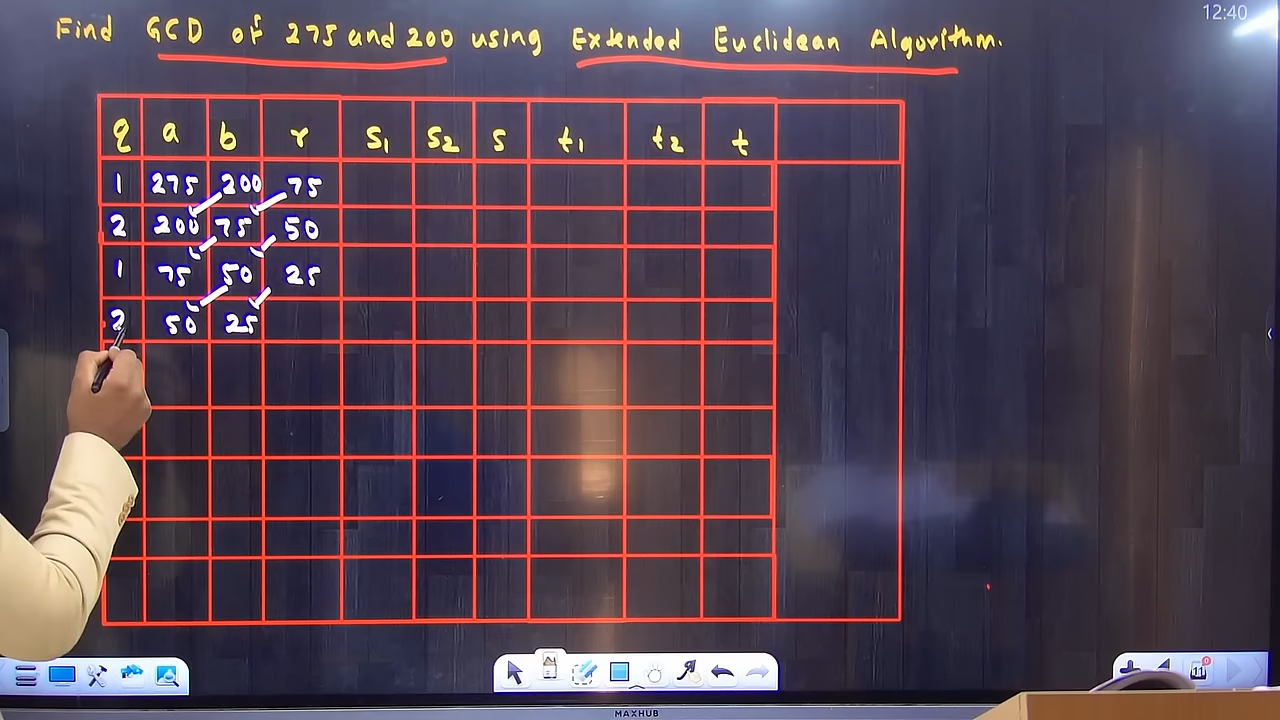 12:40
Find GCD of 275 and 200 using Extended Euclidean Algorithm.
q a b r s1 s2 s t1 t2 t
1 275 200 75
2 200 75 50
1 75 50 25
2 50 25
MAXHUB